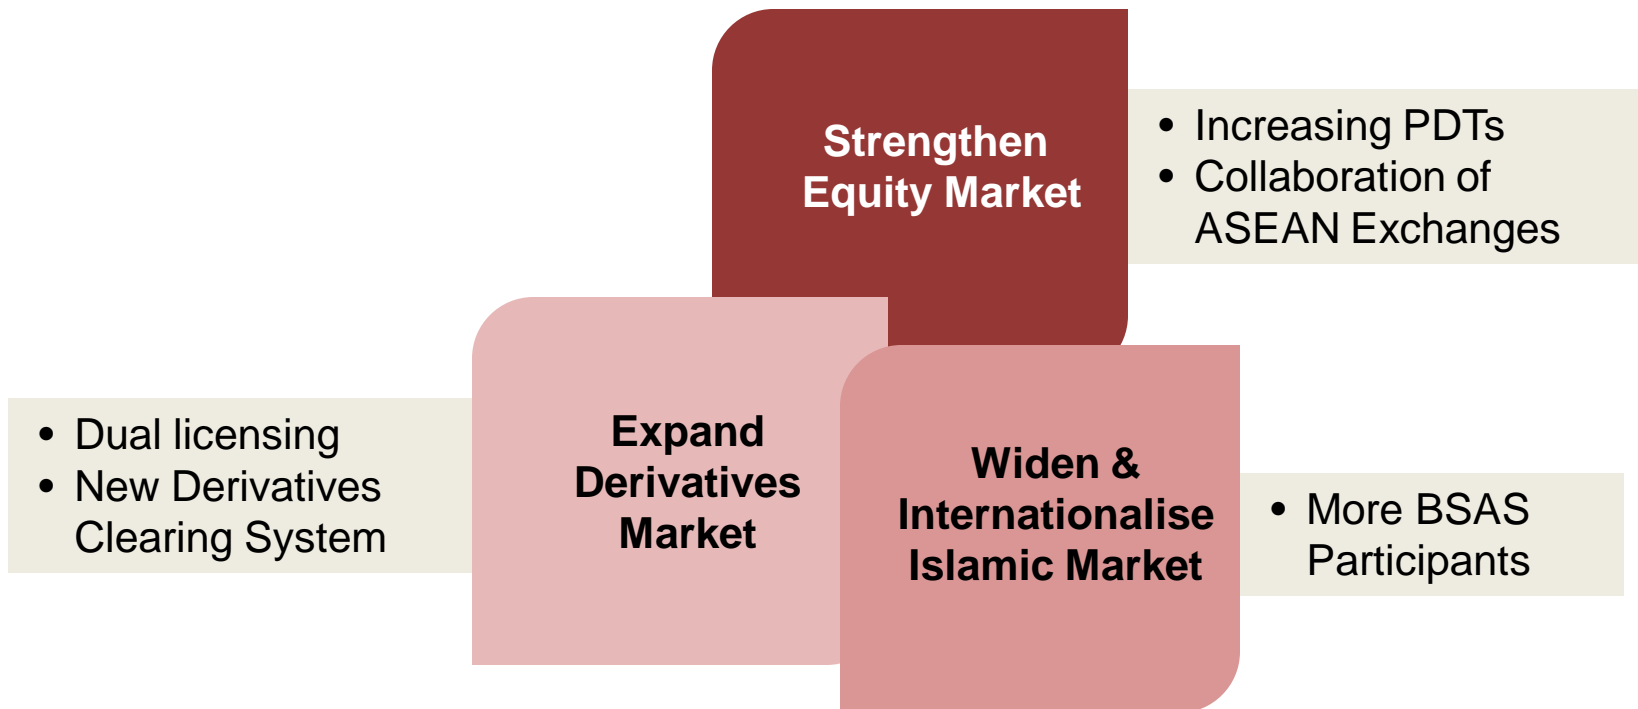 Strengthen
Equity Market
• Increasing PDTs
• Collaboration of
ASEAN Exchanges
• Dual licensing
• New Derivatives
Clearing System
Expand
Derivatives
Market
Widen &
Internationalise
Islamic Market
• More BSAS
Participants